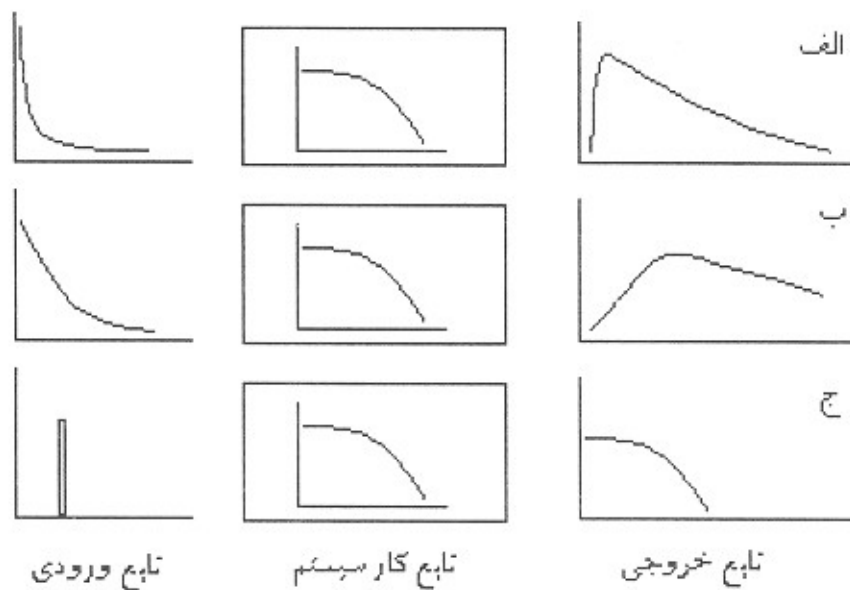 الف
ب
ج
تابع خروجی
تابع کار سیستم
تابع ورودی